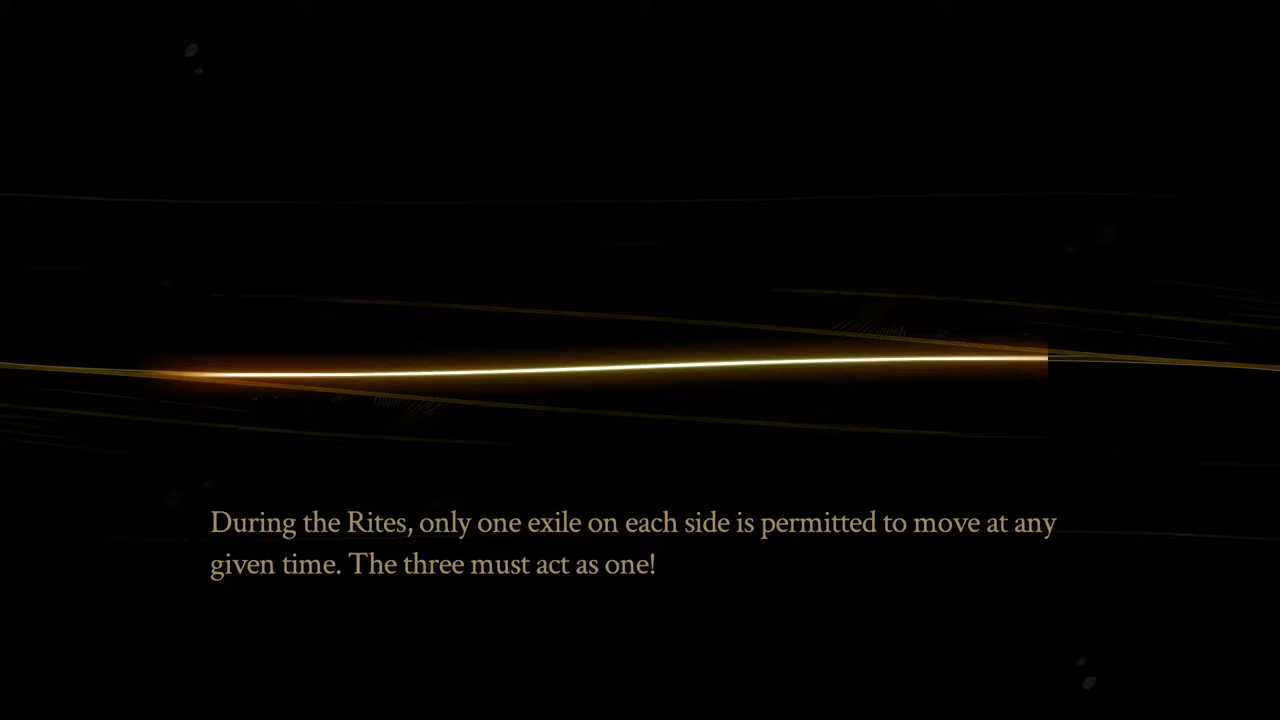 During the Rites, only one exile on each side is permitted to move at any
given time. The three must act as one!